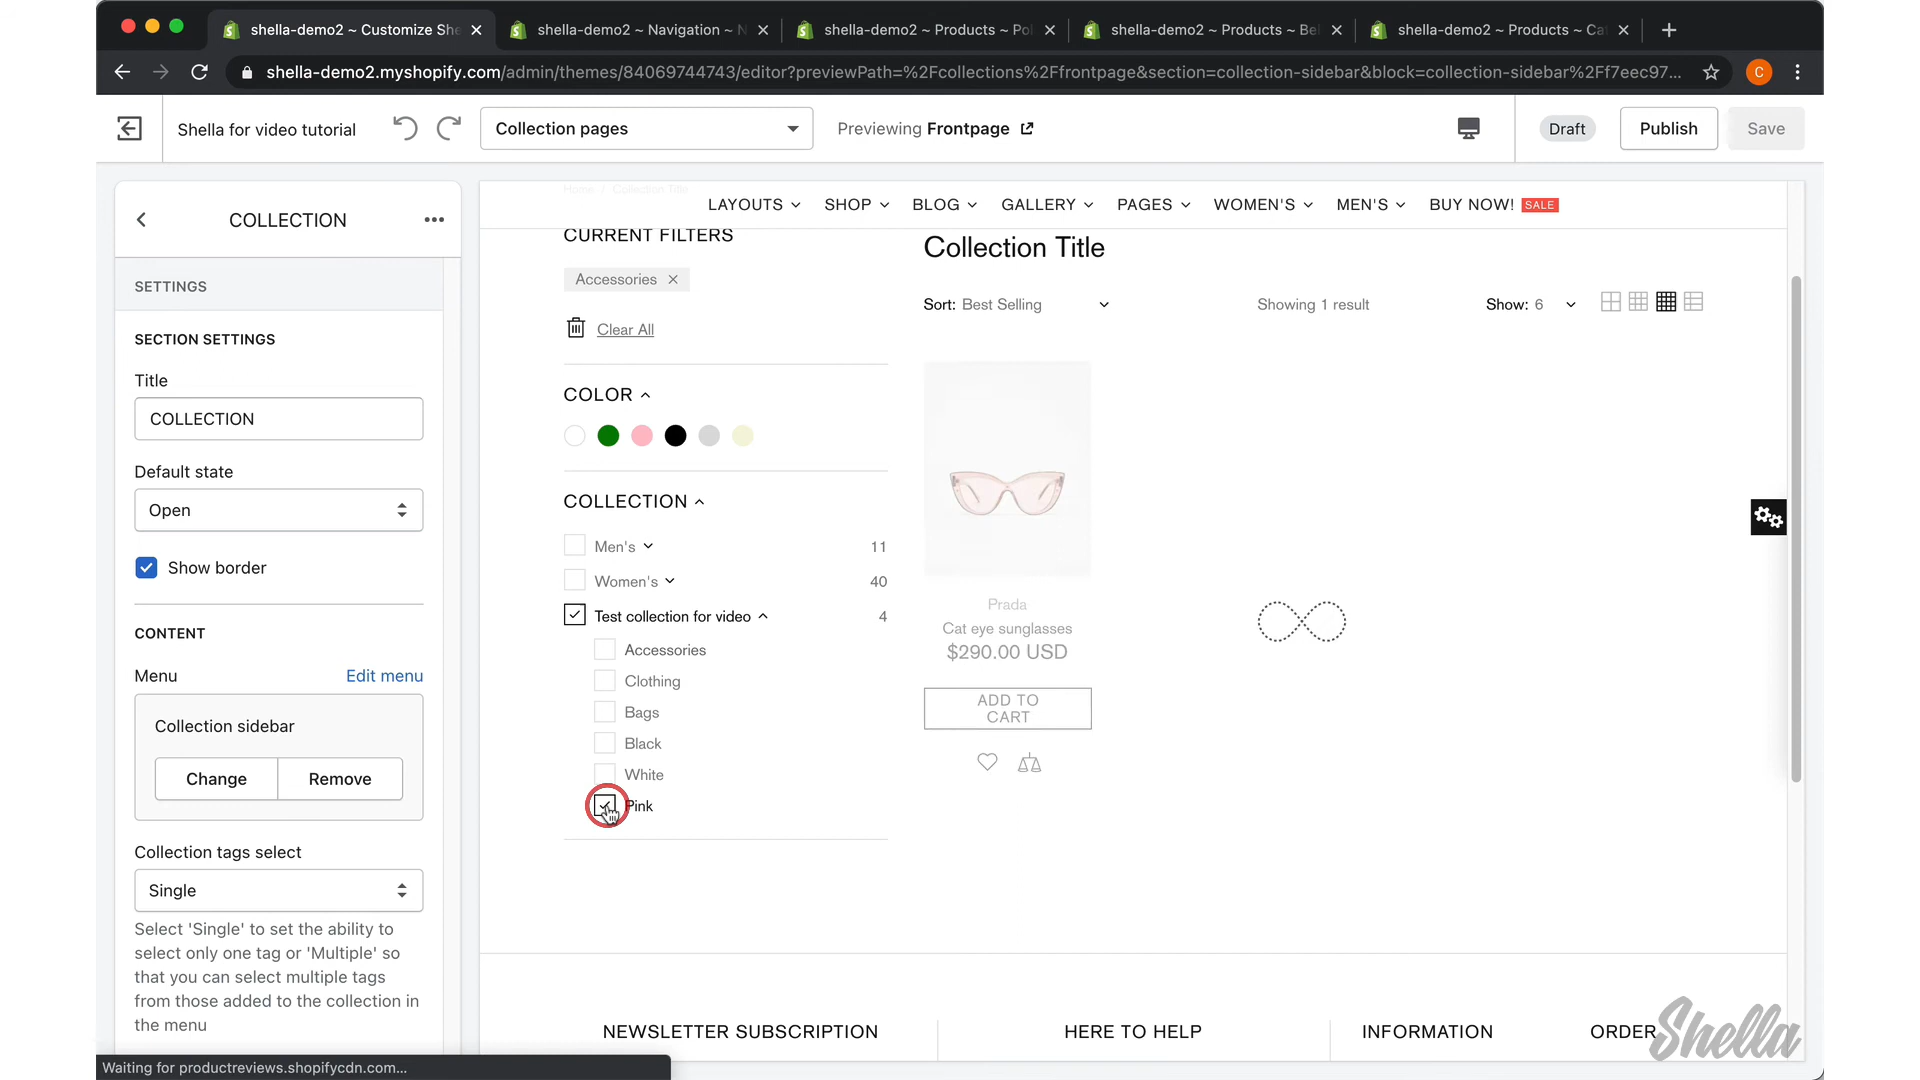 shella-demo2 ~ Customize She
shella-demo2 ~ Navigation ~ N
shella-demo2 ~ Products ~ Pol
shella-demo2 ~ Products ~ Bel
shella-demo2 ~ Products ~ Cat
shella-demo2.myshopify.com/admin/themes/84069744743/editor?previewPath=%2Fcollections%2Ffrontpage&section=collection-sidebar&block=collection-sidebar%2Ff7eec97...
C
Shella for video tutorial
Collection pages
Previewing Frontpage
Draft
Publish
Save
COLLECTION
SETTINGS
SECTION SETTINGS
Title
COLLECTION
Default state
Open
Show border
CONTENT
Menu
Edit menu
Collection sidebar
Change
Remove
Collection tags select
Single
Select 'Single' to set the ability to
select only one tag or 'Multiple' so
that you can select multiple tags
from those added to the collection in
the menu
Waiting for productreviews.shopifycdn.com...
Home / Collection Title
LAYOUTS
SHOP
BLOG
GALLERY
PAGES
WOMEN'S
MEN'S
BUY NOW! SALE
CURRENT FILTERS
Accessories
Clear All
COLOR
COLLECTION
Men's 11
Women's 40
Test collection for video 4
Accessories
Clothing
Bags
Black
White
Pink
Collection Title
Sort: Best Selling
Showing 1 result
Show: 6
Prada
Cat eye sunglasses
$290.00 USD
ADD TO
CART
NEWSLETTER SUBSCRIPTION
HERE TO HELP
INFORMATION
ORDER
Shella